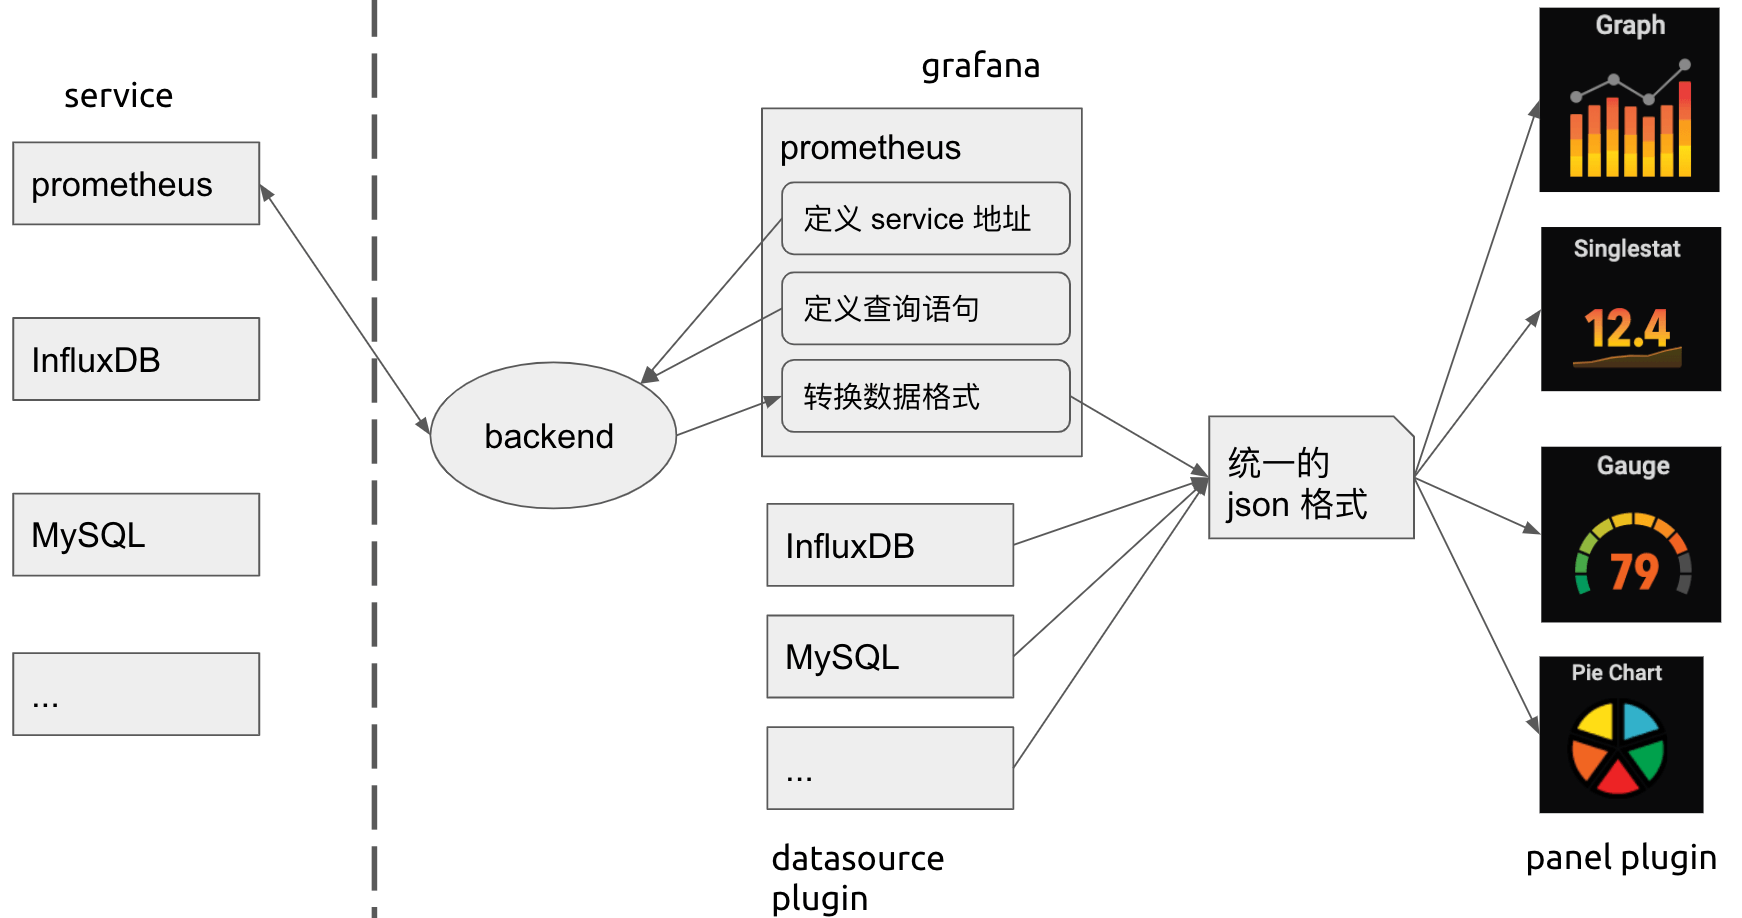 service
prometheus
InfluxDB
MySQL
...
backend
grafana
prometheus
定义 service 地址
定义查询语句
转换数据格式
InfluxDB
MySQL
...
datasource
plugin
统一的
json 格式
Graph
Singlestat
12.4
Gauge
79
Pie Chart
panel plugin